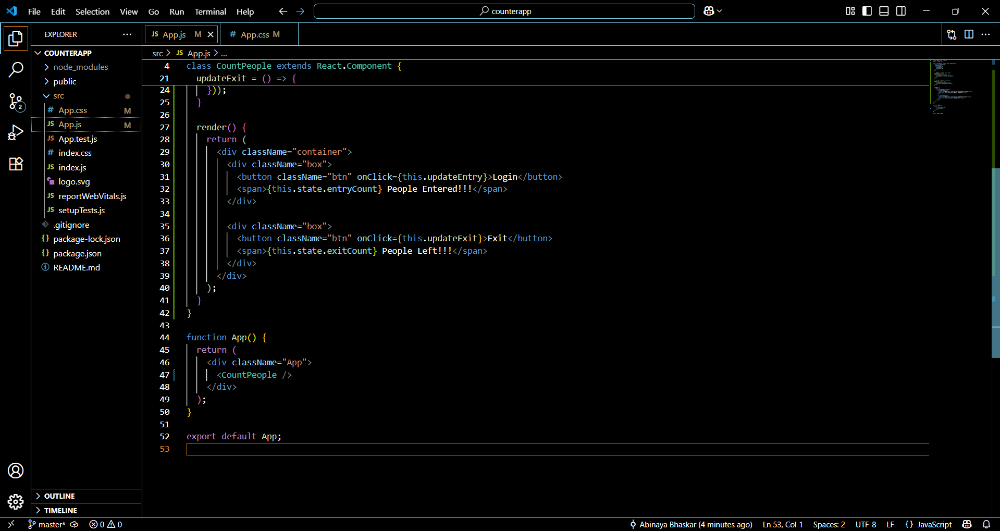 File Edit Selection View Go Run Terminal Help
counterapp
EXPLORER
COUNTERAPP
node_modules
public
src
# App.css M
JS App.js M
JS App.test.js
# index.css
JS index.js
logo.svg
JS reportWebVitals.js
JS setupTests.js
.gitignore
{} package-lock.json
{} package.json
README.md
OUTLINE
TIMELINE
2
JS App.js M
# App.css M
src > JS App.js > ...
4 class CountPeople extends React.Component {
21 updateExit = () => {
24 }));
25 }
26
27 render() {
28 return (
29 <div className="container">
30 <div className="box">
31 <button className="btn" onClick={this.updateEntry}>Login</button>
32 <span>{this.state.entryCount} People Entered!!!</span>
33 </div>
34
35 <div className="box">
36 <button className="btn" onClick={this.updateExit}>Exit</button>
37 <span>{this.state.exitCount} People Left!!!</span>
38 </div>
39 </div>
40 );
41 }
42 }
43
44 function App() {
45 return (
46 <div className="App">
47 <CountPeople />
48 </div>
49 );
50 }
51
52 export default App;
53
master* 0 0 Abinaya Bhaskar (4 minutes ago) Ln 53, Col 1 Spaces: 2 UTF-8 LF {} JavaScript